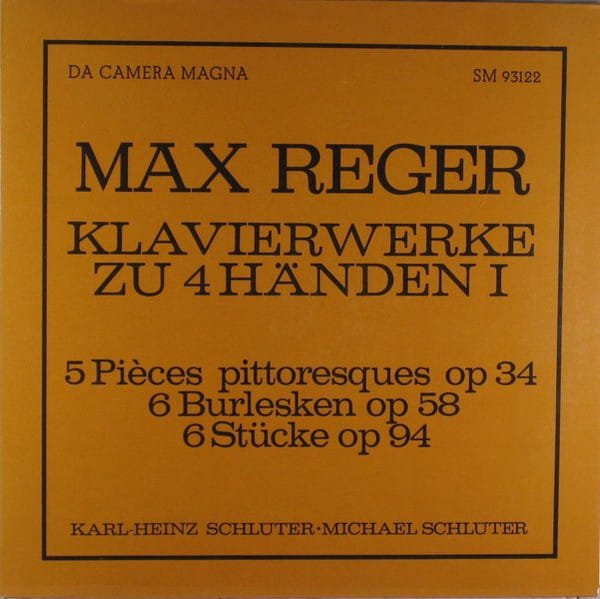 DA CAMERA MAGNA SM 93122
MAX REGER
KLAVIERWERKE
ZU 4 HÄNDEN I
5 Pièces pittoresques op 34
6 Burlesken op 58
6 Stücke op 94
KARL-HEINZ SCHLUTER·MICHAEL SCHLUTER